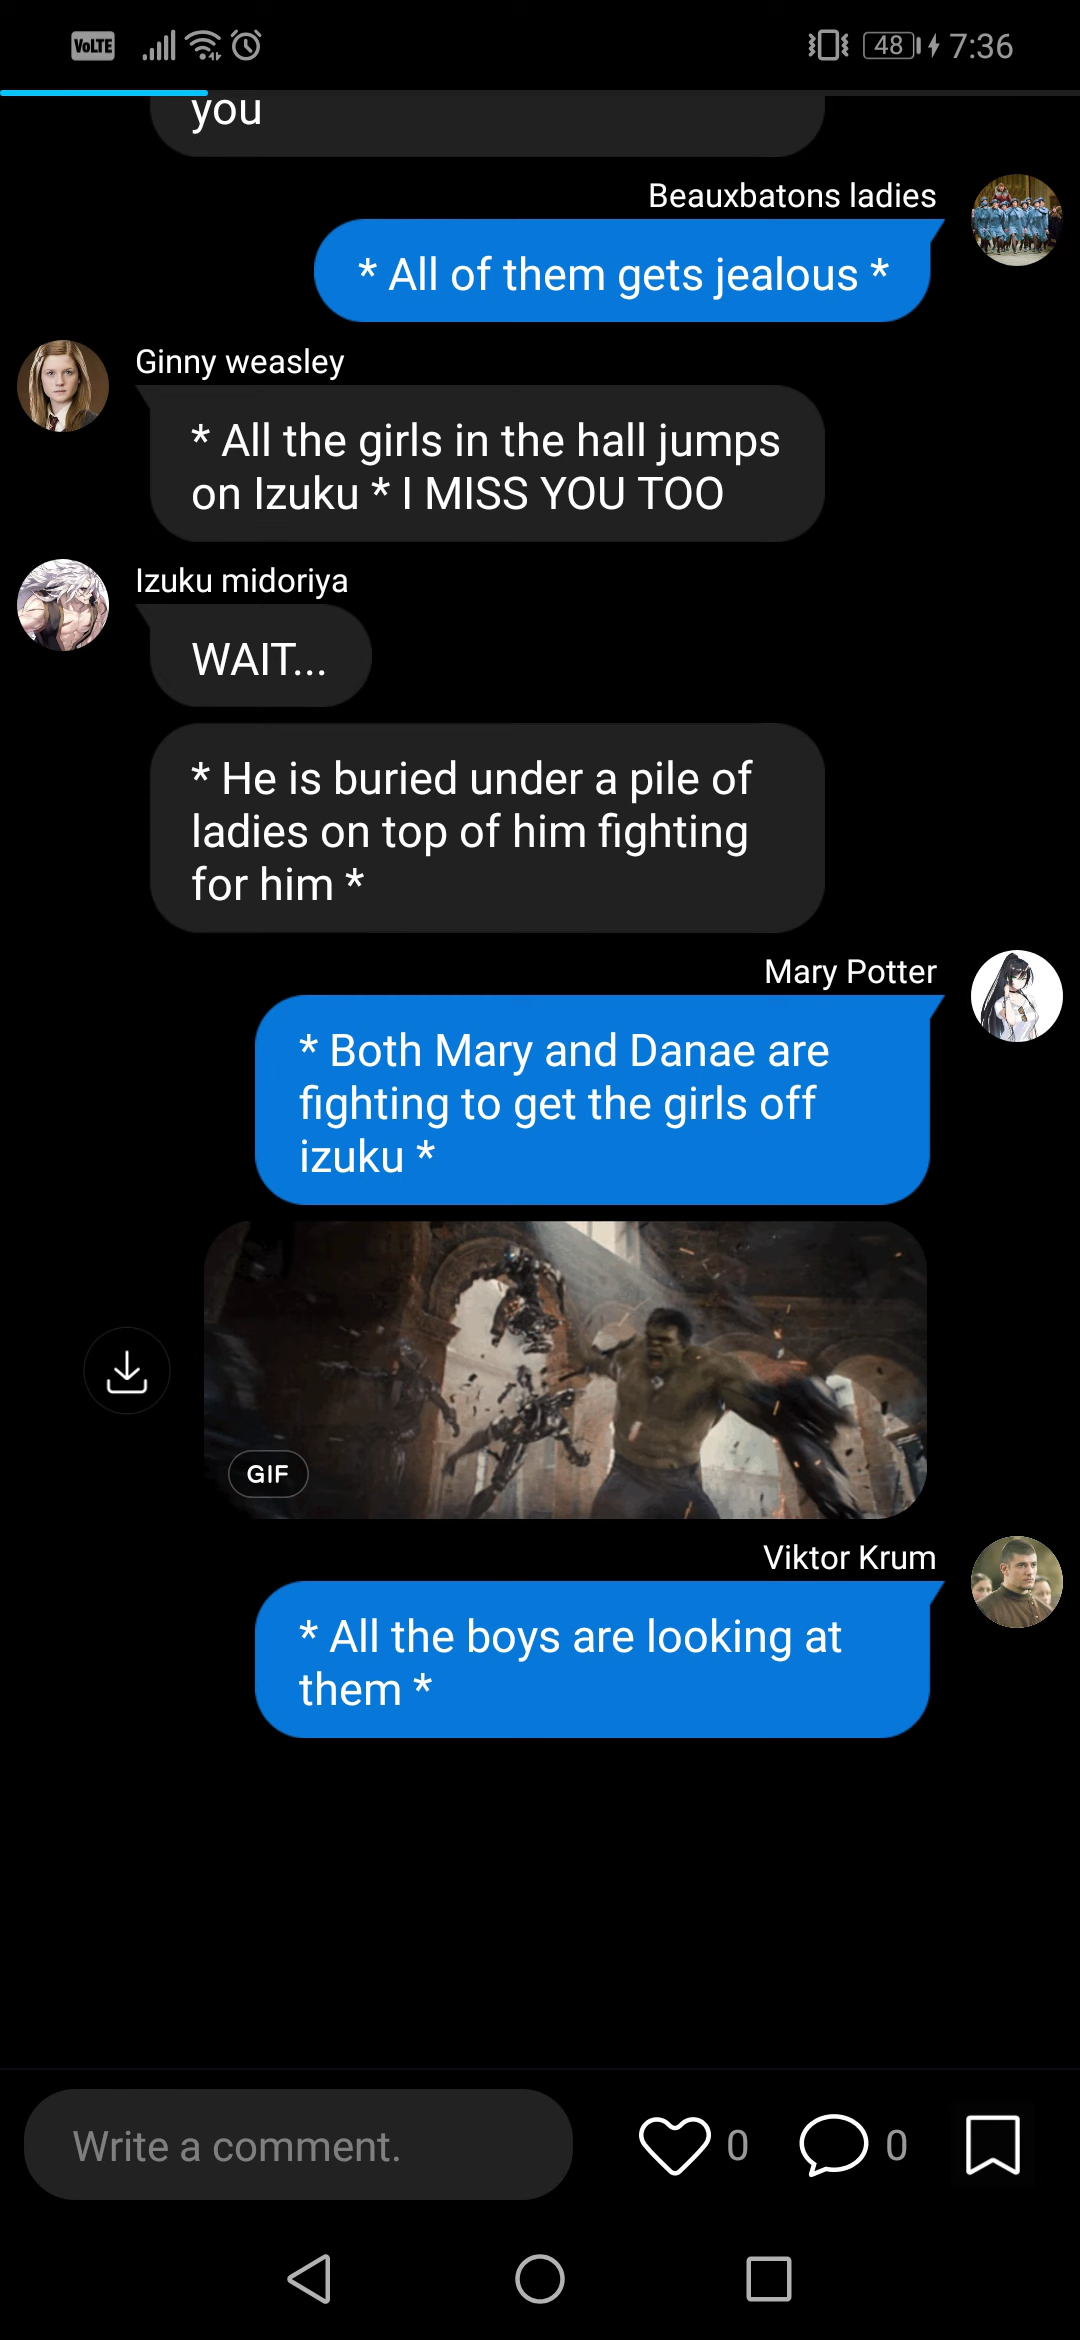 VoLTE 48 7:36
you
Beauxbatons ladies
* All of them gets jealous *
Ginny weasley
* All the girls in the hall jumps
on Izuku * I MISS YOU TOO
Izuku midoriya
WAIT...
* He is buried under a pile of
ladies on top of him fighting
for him *
Mary Potter
* Both Mary and Danae are
fighting to get the girls off
izuku *
GIF
Viktor Krum
* All the boys are looking at
them *
Write a comment. 0 0